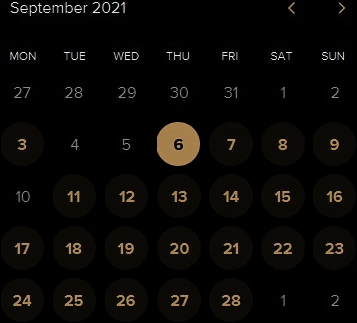 September 2021
MON TUE WED THU FRI SAT SUN
27 28 29 30 31 1 2
3 4 5 6 7 8 9
10 11 12 13 14 15 16
17 18 19 20 21 22 23
24 25 26 27 28 1 2